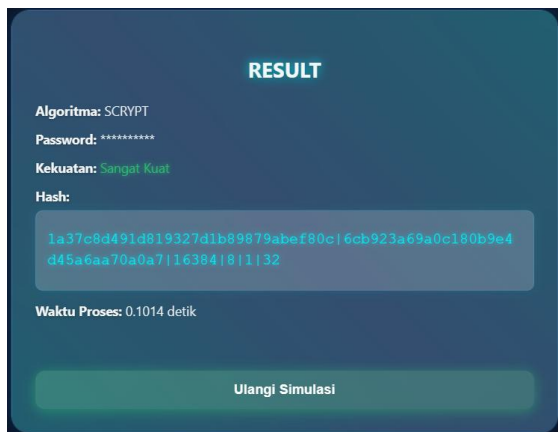 RESULT
Algoritma: SCRYPT
Password: **********
Kekuatan: Sangat Kuat
Hash:
1a37c8d491d819327d1b89879abef80c|6cb923a69a0c180b9e4
d45a6aa70a0a7|16384|8|1|32
Waktu Proses: 0.1014 detik
Ulangi Simulasi